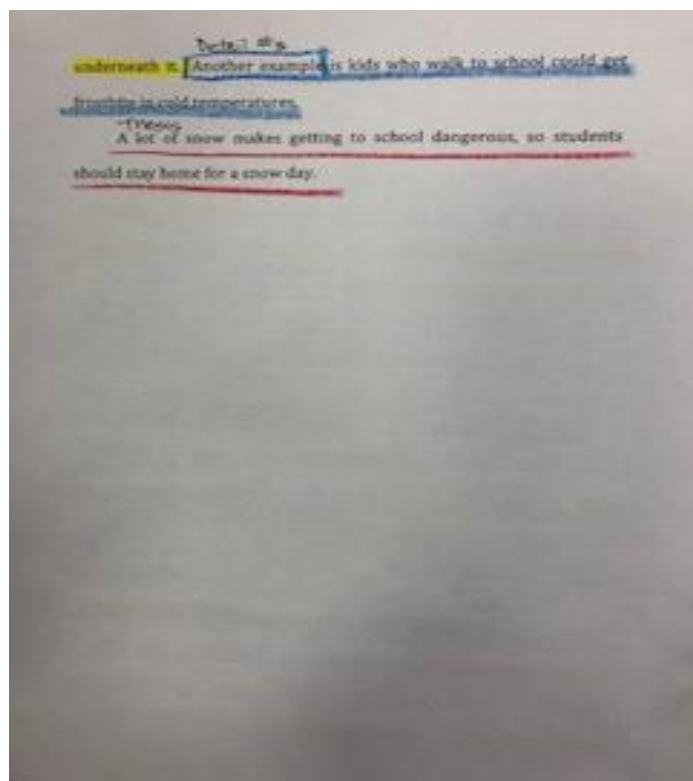 Detail #2
underneath it. Another example is kids who walk to school could get
frostbite in cold temperatures.
Thesis
A lot of snow makes getting to school dangerous, so students
should stay home for a snow day.